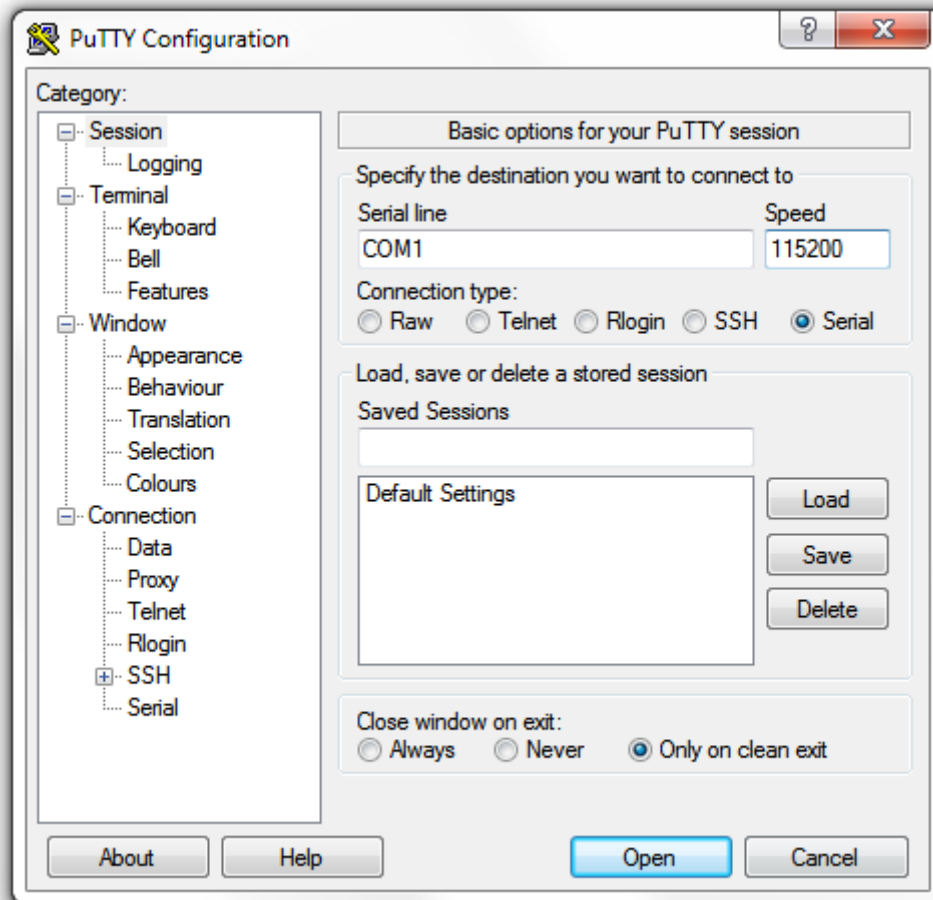 PuTTY Configuration
?
X
Category:
Session
Logging
Terminal
Keyboard
Bell
Features
Window
Appearance
Behaviour
Translation
Selection
Colours
Connection
Data
Proxy
Telnet
Rlogin
SSH
Serial
Basic options for your PuTTY session
Specify the destination you want to connect to
Serial line Speed
COM1 115200
Connection type:
Raw Telnet Rlogin SSH Serial
Load, save or delete a stored session
Saved Sessions
Default Settings
Load
Save
Delete
Close window on exit:
Always Never Only on clean exit
About Help Open Cancel